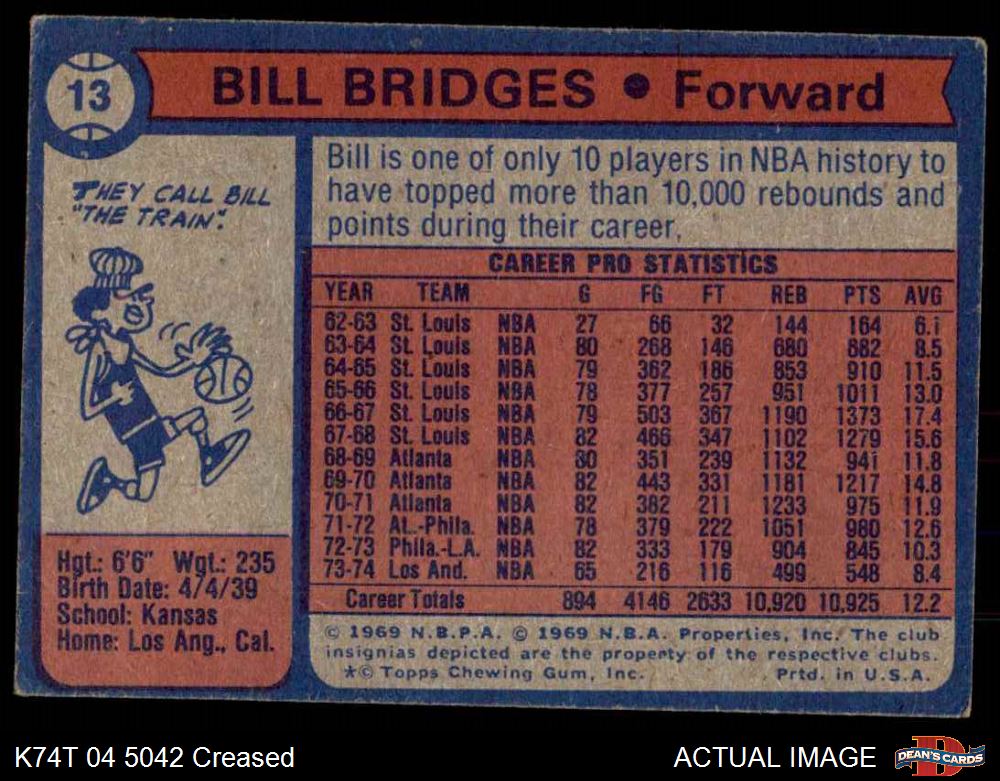 13
BILL BRIDGES • Forward
THEY CALL BILL
"THE TRAIN".
Bill is one of only 10 players in NBA history to
have topped more than 10,000 rebounds and
points during their career.
CAREER PRO STATISTICS
YEAR TEAM G FG FT REB PTS AVG
62-63 St. Louis NBA 27 66 32 144 164 6.1
63-64 St. Louis NBA 80 268 146 680 682 8.5
64-65 St. Louis NBA 79 362 186 853 910 11.5
65-66 St. Louis NBA 78 377 257 951 1011 13.0
66-67 St. Louis NBA 79 503 367 1190 1373 17.4
67-68 St. Louis NBA 82 466 347 1102 1279 15.6
68-69 Atlanta NBA 80 351 239 1132 941 11.8
69-70 Atlanta NBA 82 443 331 1181 1217 14.8
70-71 Atlanta NBA 82 382 211 1233 975 11.9
71-72 At.-Phila. NBA 78 379 222 1051 980 12.6
72-73 Phila.-L.A. NBA 82 333 179 904 845 10.3
73-74 Los And. NBA 65 216 116 499 548 8.4
Career Totals 894 4146 2633 10,920 10,925 12.2
Hgt.: 6'6" Wgt.: 235
Birth Date: 4/4/39
School: Kansas
Home: Los Ang., Cal.
© 1969 N.B.P.A. © 1969 N.B.A. Properties, Inc. The club
insignias depicted are the property of the respective clubs.
*© Topps Chewing Gum, Inc. Prtd. in U.S.A.
K74T 04 5042 Creased
ACTUAL IMAGE
D
DEAN'S CARDS